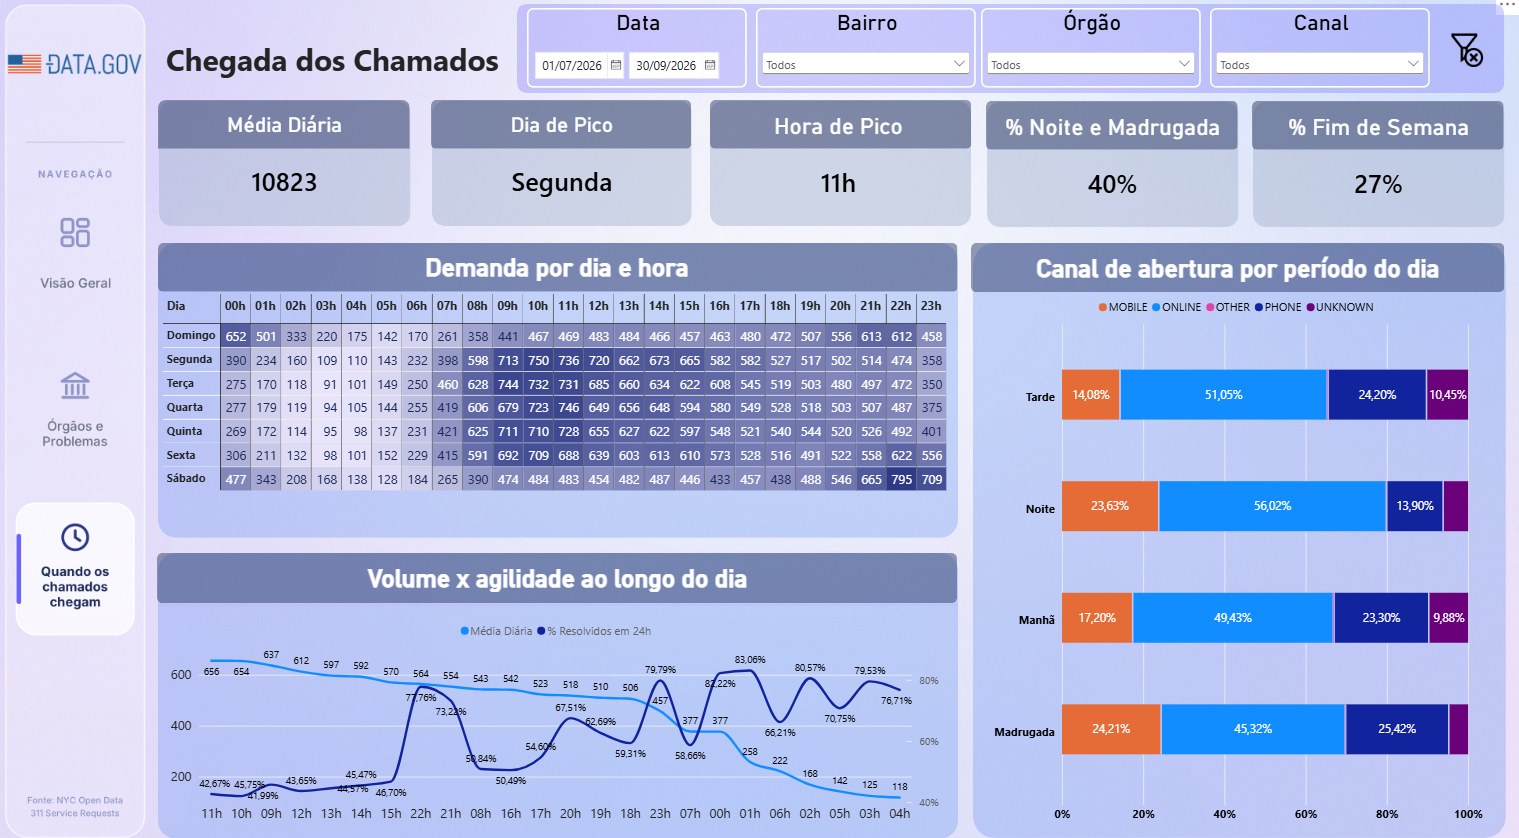 DATA.GOV
NAVEGAÇÃO
Visão Geral
Órgãos e
Problemas
Quando os
chamados
chegam
Fonte: NYC Open Data
311 Service Requests
Chegada dos Chamados
Data
01/07/2026 30/09/2026
Bairro
Todos
Órgão
Todos
Canal
Todos
Média Diária
10823
Dia de Pico
Segunda
Hora de Pico
11h
% Noite e Madrugada
40%
% Fim de Semana
27%
Demanda por dia e hora
Dia 00h 01h 02h 03h 04h 05h 06h 07h 08h 09h 10h 11h 12h 13h 14h 15h 16h 17h 18h 19h 20h 21h 22h 23h
Domingo 652 501 333 220 175 142 170 261 358 441 467 469 483 484 466 457 463 480 472 507 556 613 612 458
Segunda 390 234 160 109 110 143 232 398 598 713 750 736 720 662 673 665 582 582 527 517 502 514 474 358
Terça 275 170 118 91 101 149 250 460 628 744 732 731 685 660 634 622 608 545 519 503 480 497 472 350
Quarta 277 179 119 94 105 144 255 419 606 679 723 746 649 656 648 594 580 549 528 518 503 507 487 375
Quinta 269 172 114 95 98 137 231 421 625 711 710 728 655 627 622 597 548 521 540 544 520 526 492 401
Sexta 306 211 132 98 101 152 229 415 591 692 709 688 639 603 613 610 573 528 516 491 522 558 622 556
Sábado 477 343 208 168 138 128 184 265 390 474 484 483 454 482 487 446 433 457 438 488 546 665 795 709
Volume x agilidade ao longo do dia
Média Diária % Resolvidos em 24h
600
400
200
80%
60%
40%
656 654 637 612 597 592 570 564 554 543 542 523 518 510 506 457 377 377 258 222 168 142 125 118
42,67% 45,75% 41,99% 43,65% 44,57% 45,47% 46,70% 77,76% 73,22% 50,84% 50,49% 54,60% 67,51% 62,69% 59,31% 79,79% 58,66% 82,22% 83,06% 66,21% 80,57% 70,75% 79,53% 76,71%
11h 10h 09h 12h 13h 14h 15h 22h 21h 08h 16h 17h 20h 19h 18h 23h 07h 00h 01h 06h 02h 05h 03h 04h
Canal de abertura por período do dia
MOBILE ONLINE OTHER PHONE UNKNOWN
Tarde 14,08% 51,05% 24,20% 10,45%
Noite 23,63% 56,02% 13,90%
Manhã 17,20% 49,43% 23,30% 9,88%
Madrugada 24,21% 45,32% 25,42%
0% 20% 40% 60% 80% 100%